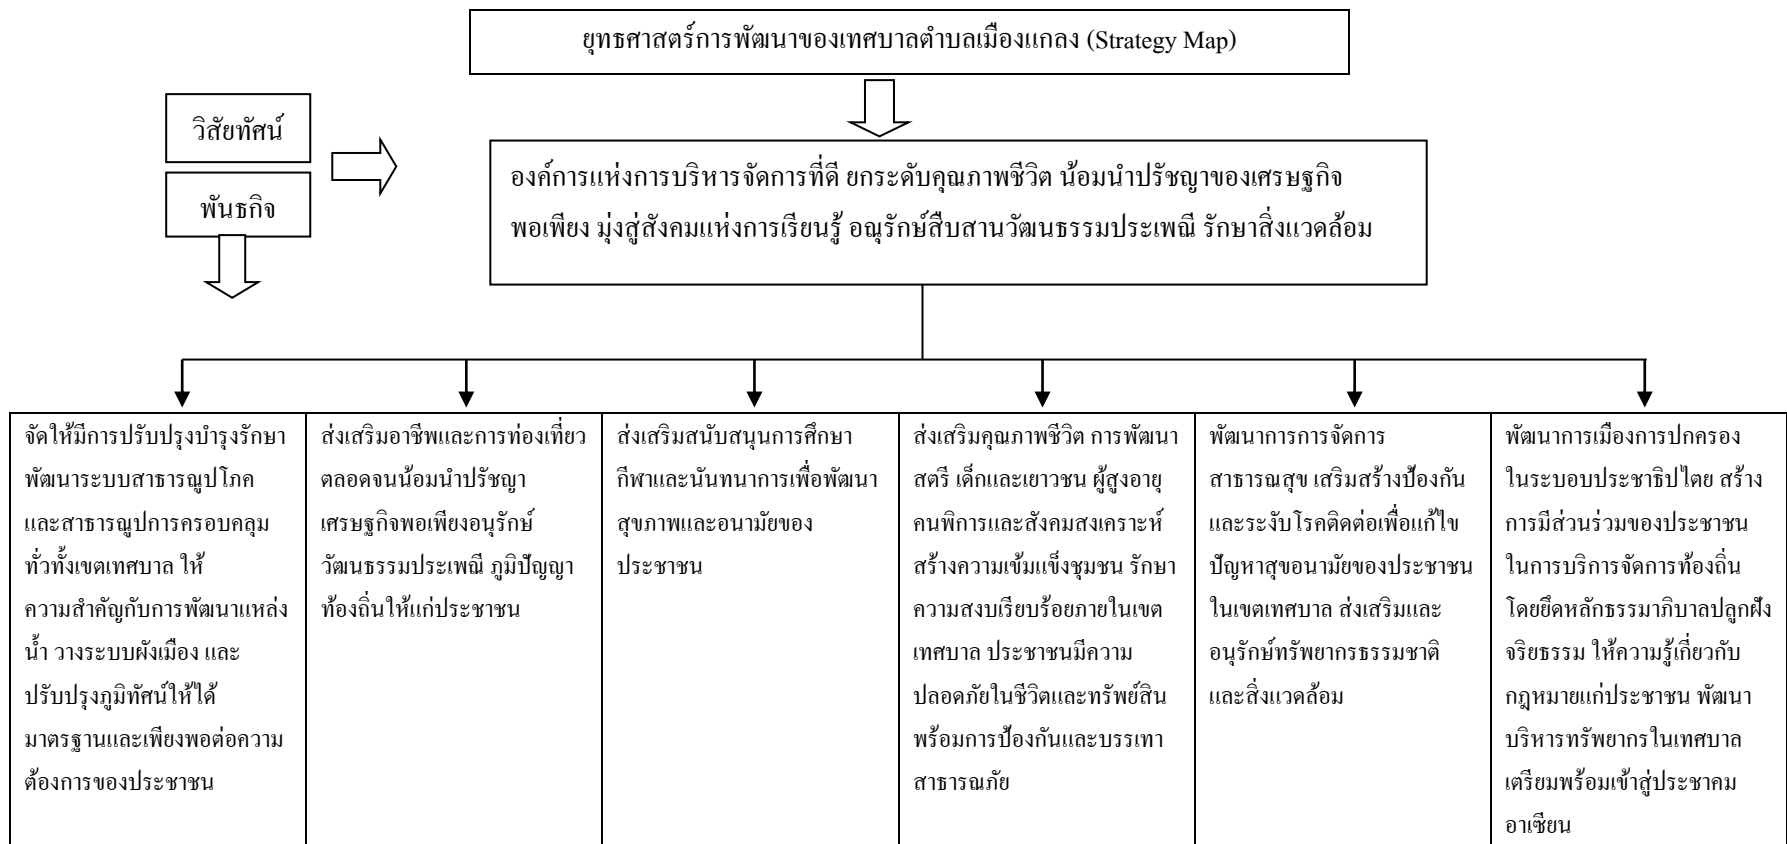 ยุทธศาสตร์การพัฒนาของเทศบาลตำบลเมืองแกลง (Strategy Map)
วิสัยทัศน์
พันธกิจ
องค์การแห่งการบริหารจัดการที่ดี ยกระดับคุณภาพชีวิต น้อมนำปรัชญาของเศรษฐกิจ
พอเพียง มุ่งสู่สังคมแห่งการเรียนรู้ อณุรักษ์สืบสานวัฒนธรรมประเพณี รักษาสิ่งแวดล้อม
จัดให้มีการปรับปรุงบำรุงรักษา
พัฒนาระบบสาธารณูปโภค
และสาธารณูปการครอบคลุม
ทั่วทั้งเขตเทศบาล ให้
ความสำคัญกับการพัฒนาแหล่ง
น้ำ วางระบบผังเมือง และ
ปรับปรุงภูมิทัศน์ให้ได้
มาตรฐานและเพียงพอต่อความ
ต้องการของประชาชน
ส่งเสริมอาชีพและการท่องเที่ยว
ตลอดจนน้อมนำปรัชญา
เศรษฐกิจพอเพียงอนุรักษ์
วัฒนธรรมประเพณี ภูมิปัญญา
ท้องถิ่นให้แก่ประชาชน
ส่งเสริมสนับสนุนการศึกษา
กีฬาและนันทนาการเพื่อพัฒนา
สุขภาพและอนามัยของ
ประชาชน
ส่งเสริมคุณภาพชีวิต การพัฒนา
สตรี เด็กและเยาวชน ผู้สูงอายุ
คนพิการและสังคมสงเคราะห์
สร้างความเข้มแข็งชุมชน รักษา
ความสงบเรียบร้อยภายในเขต
เทศบาล ประชาชนมีความ
ปลอดภัยในชีวิตและทรัพย์สิน
พร้อมการป้องกันและบรรเทา
สาธารณภัย
พัฒนาการการจัดการ
สาธารณสุข เสริมสร้างป้องกัน
และระงับโรคติดต่อเพื่อแก้ไข
ปัญหาสุขอนามัยของประชาชน
ในเขตเทศบาล ส่งเสริมและ
อนุรักษ์ทรัพยากรธรรมชาติ
และสิ่งแวดล้อม
พัฒนาการเมืองการปกครอง
ในระบอบประชาธิปไตย สร้าง
การมีส่วนร่วมของประชาชน
ในการบริการจัดการท้องถิ่น
โดยยึดหลักธรรมาภิบาลปลูกฝัง
จริยธรรม ให้ความรู้เกี่ยวกับ
กฎหมายแก่ประชาชน พัฒนา
บริหารทรัพยากรในเทศบาล
เตรียมพร้อมเข้าสู่ประชาคม
อาเซียน